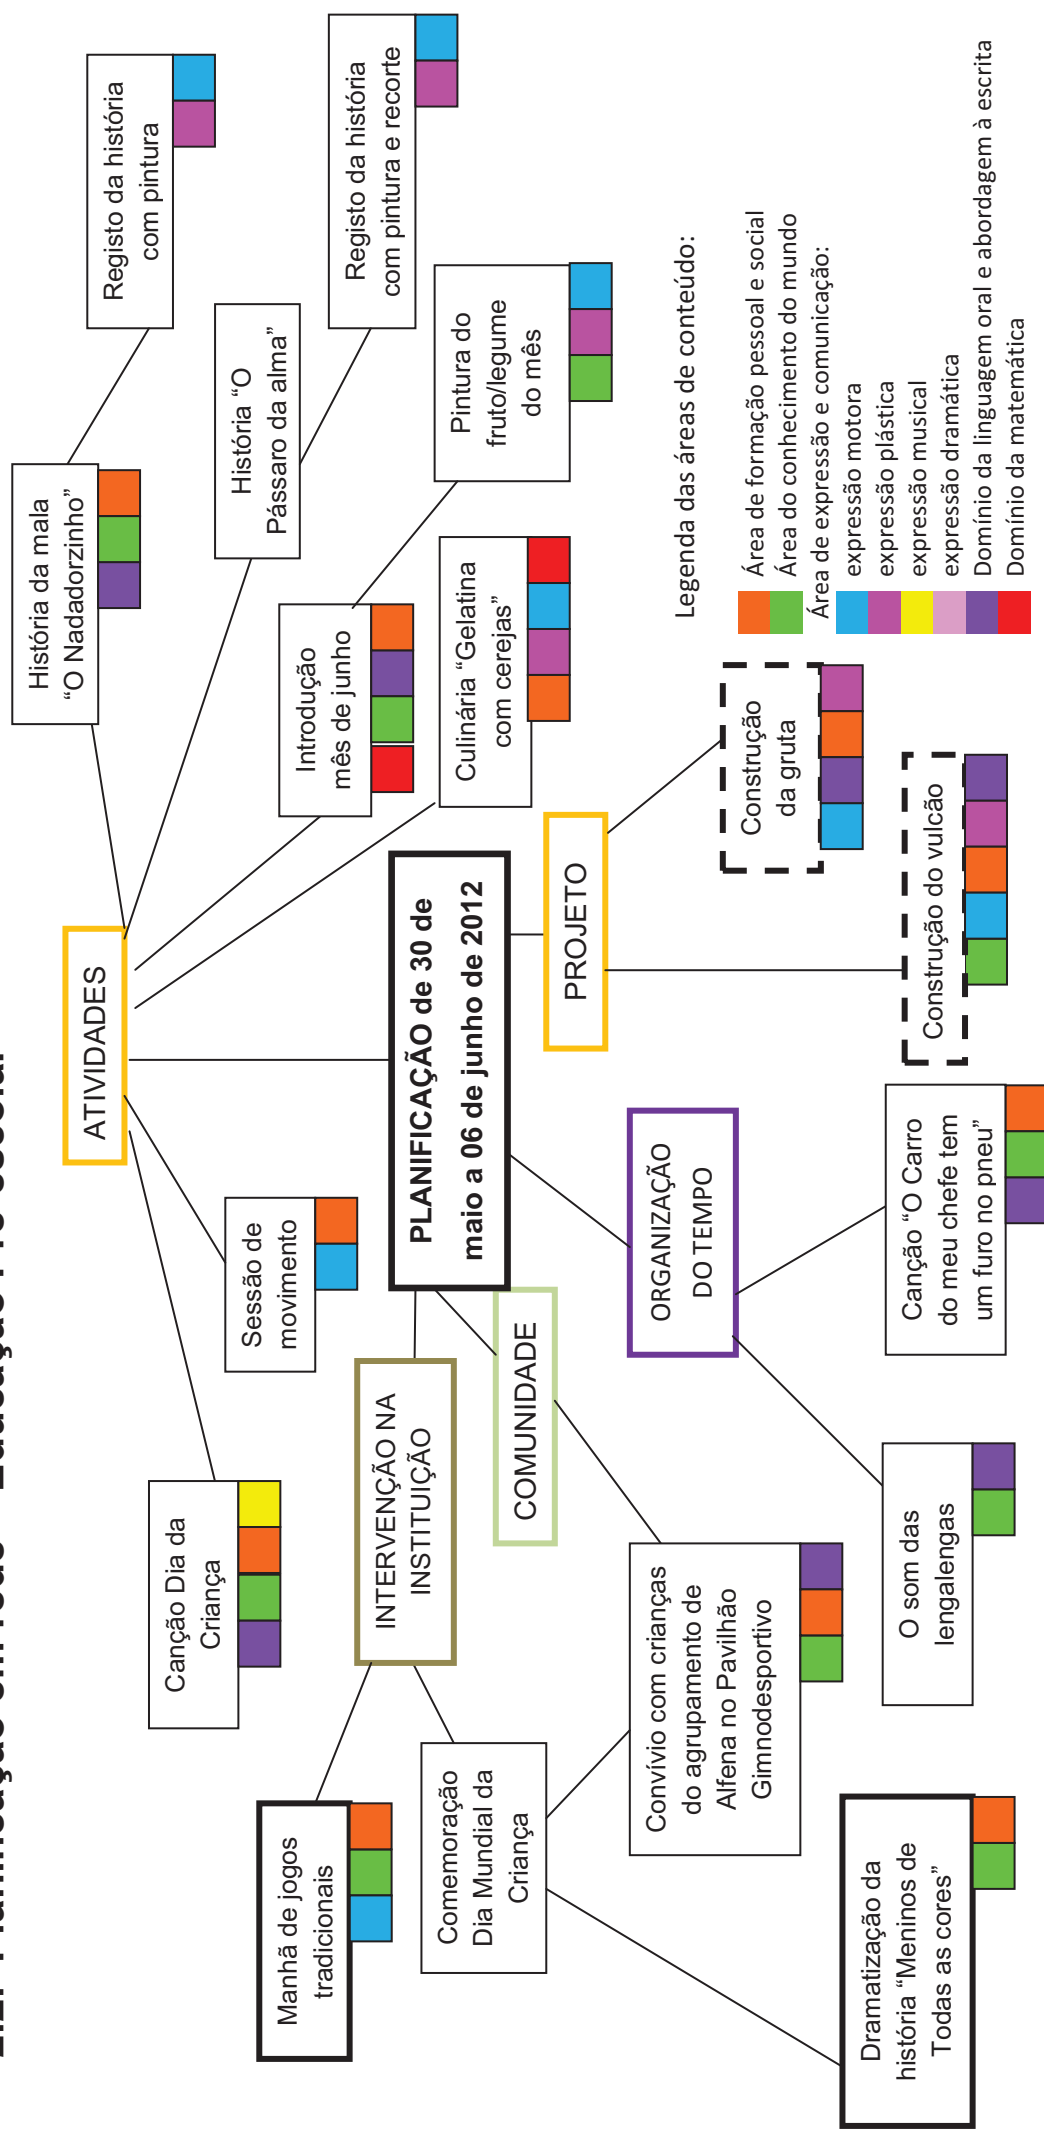 ATIVIDADES
História da mala
“O Nadadorzinho”
Registo da história
com pintura
Canção Dia da
Criança
Sessão de
movimento
História “O
Pássaro da alma”
Registo da história
com pintura e recorte
Manhã de jogos
tradicionais
Introdução
mês de junho
INTERVENÇÃO NA
INSTITUIÇÃO
PLANIFICAÇÃO de 30 de
maio a 06 de junho de 2012
Culinária “Gelatina
com cerejas”
Pintura do
fruto/legume
do mês
Comemoração
Dia Mundial da
Criança
COMUNIDADE
PROJETO
Convívio com crianças
do agrupamento de
Alfena no Pavilhão
Gimnodesportivo
ORGANIZAÇÃO
DO TEMPO
Construção
da gruta
Dramatização da
história “Meninos de
Todas as cores”
O som das
lengalengas
Canção “O Carro
do meu chefe tem
um furo no pneu”
Construção do vulcão
Legenda das áreas de conteúdo:
Área de formação pessoal e social
Área do conhecimento do mundo
Área de expressão e comunicação:
expressão motora
expressão plástica
expressão musical
expressão dramática
Domínio da linguagem oral e abordagem à escrita
Domínio da matemática